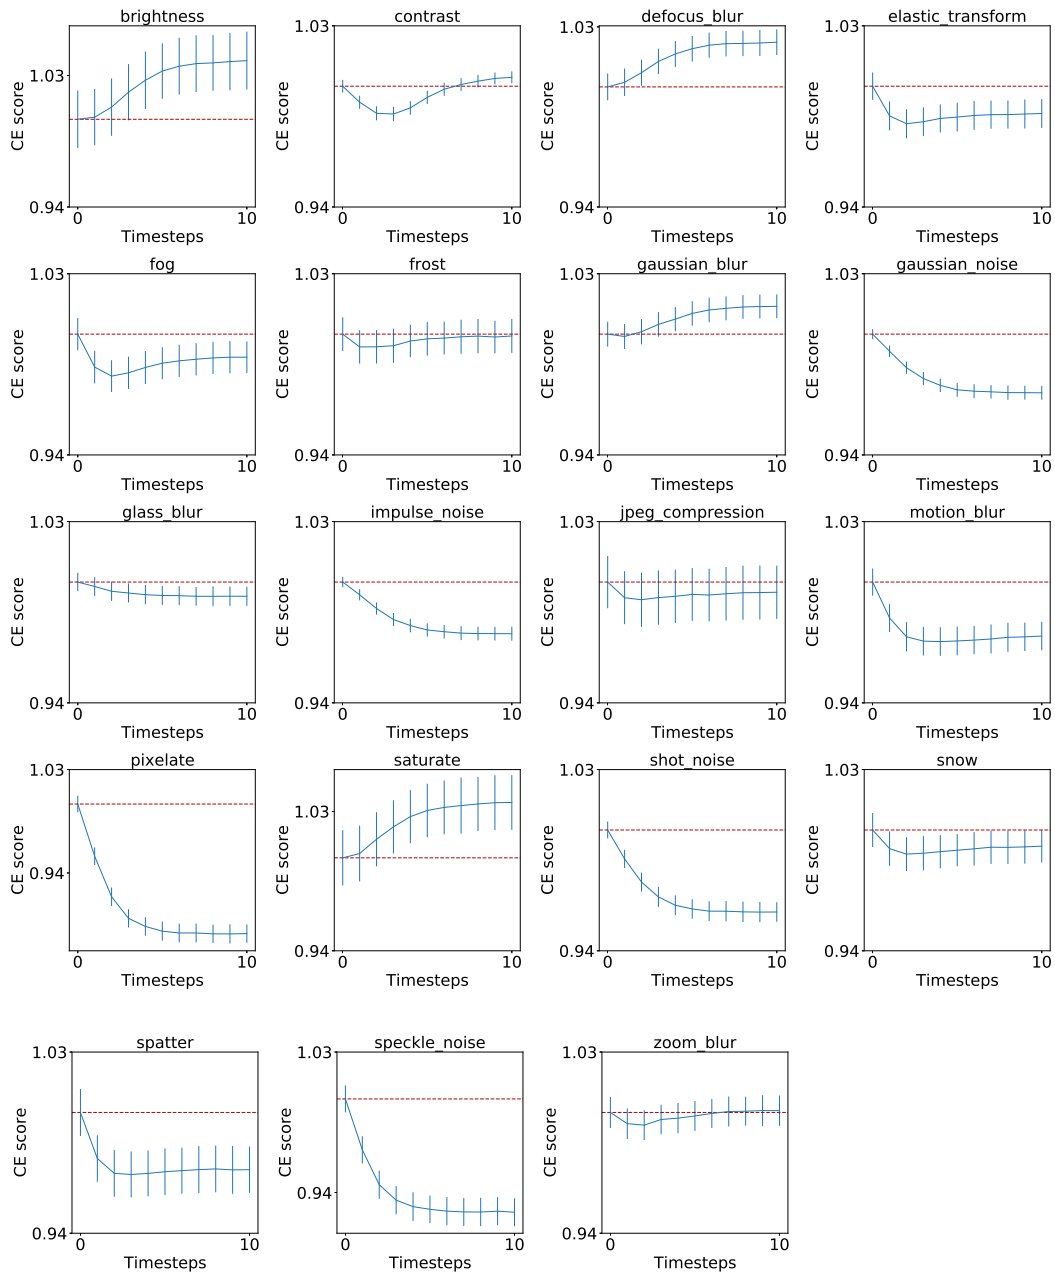 brightness contrast defocus_blur elastic_transform
1.03 1.03 1.03 1.03
CE score CE score CE score CE score
0.94 0.94 0.94 0.94
0 10 0 10 0 10 0 10
Timesteps Timesteps Timesteps Timesteps
fog frost gaussian_blur gaussian_noise
1.03 1.03 1.03 1.03
CE score CE score CE score CE score
0.94 0.94 0.94 0.94
0 10 0 10 0 10 0 10
Timesteps Timesteps Timesteps Timesteps
glass_blur impulse_noise jpeg_compression motion_blur
1.03 1.03 1.03 1.03
CE score CE score CE score CE score
0.94 0.94 0.94 0.94
0 10 0 10 0 10 0 10
Timesteps Timesteps Timesteps Timesteps
pixelate saturate shot_noise snow
1.03 1.03 1.03 1.03
CE score CE score CE score CE score
0.94 0.94 0.94 0.94
0 10 0 10 0 10 0 10
Timesteps Timesteps Timesteps Timesteps
spatter speckle_noise zoom_blur
1.03 1.03 1.03
CE score CE score CE score
0.94 0.94 0.94
0 10 0 10 0 10
Timesteps Timesteps Timesteps